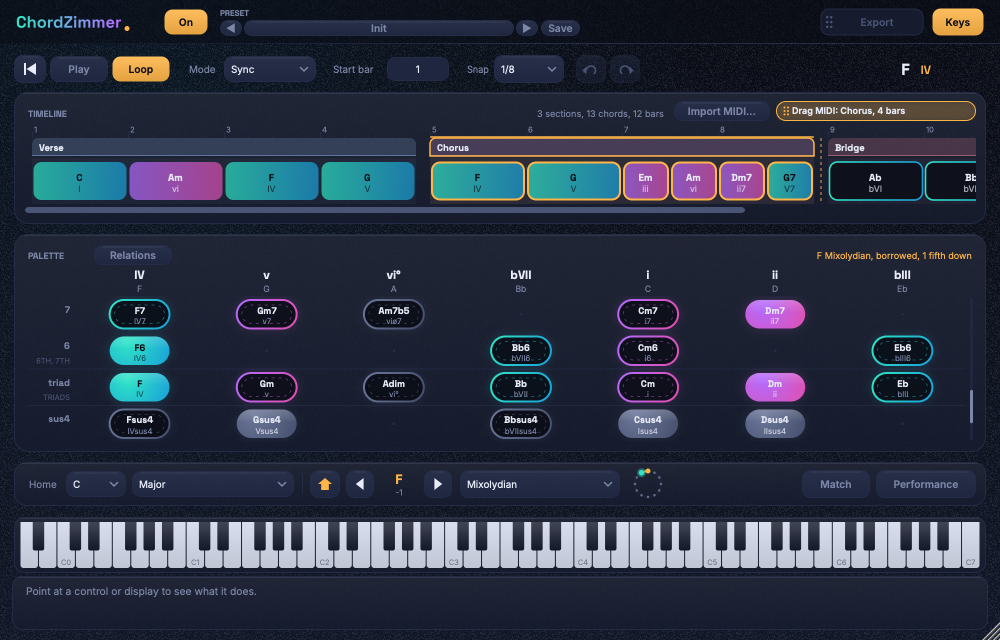 ChordZimmer.
On
PRESET
Init
Save
Export
Keys
Play
Loop
Mode
Sync
Start bar
1
Snap
1/8
F IV
TIMELINE
3 sections, 13 chords, 12 bars
Import MIDI...
Drag MIDI: Chorus, 4 bars
1 2 3 4 5 6 7 8 9 10
Verse Chorus Bridge
C Am F G F G Em Am Dm7 G7 Ab
I vi IV V IV V iii vi ii7 V7 bVI
PALETTE
Relations
F Mixolydian, borrowed, 1 fifth down
IV v vi° bVII i ii bIII
F G A Bb C D Eb
7 F7 Gm7 Am7b5 Cm7 Dm7
IV7 v7 viø7 i7 ii7
6 F6 Bb6 Cm6 Eb6
6TH, 7TH IV6 bVII6 i6 bIII6
triad F Gm Adim Bb Cm Dm Eb
TRIADS IV v vi° bVII i ii bIII
sus4 Fsus4 Gsus4 Bbsus4 Csus4 Dsus4
IVsus4 Vsus4 bVIIsus4 Isus4 IIsus4
Home
C
Major
F
-1
Mixolydian
Match
Performance
C0 C1 C2 C3 C4 C5 C6 C7
Point at a control or display to see what it does.